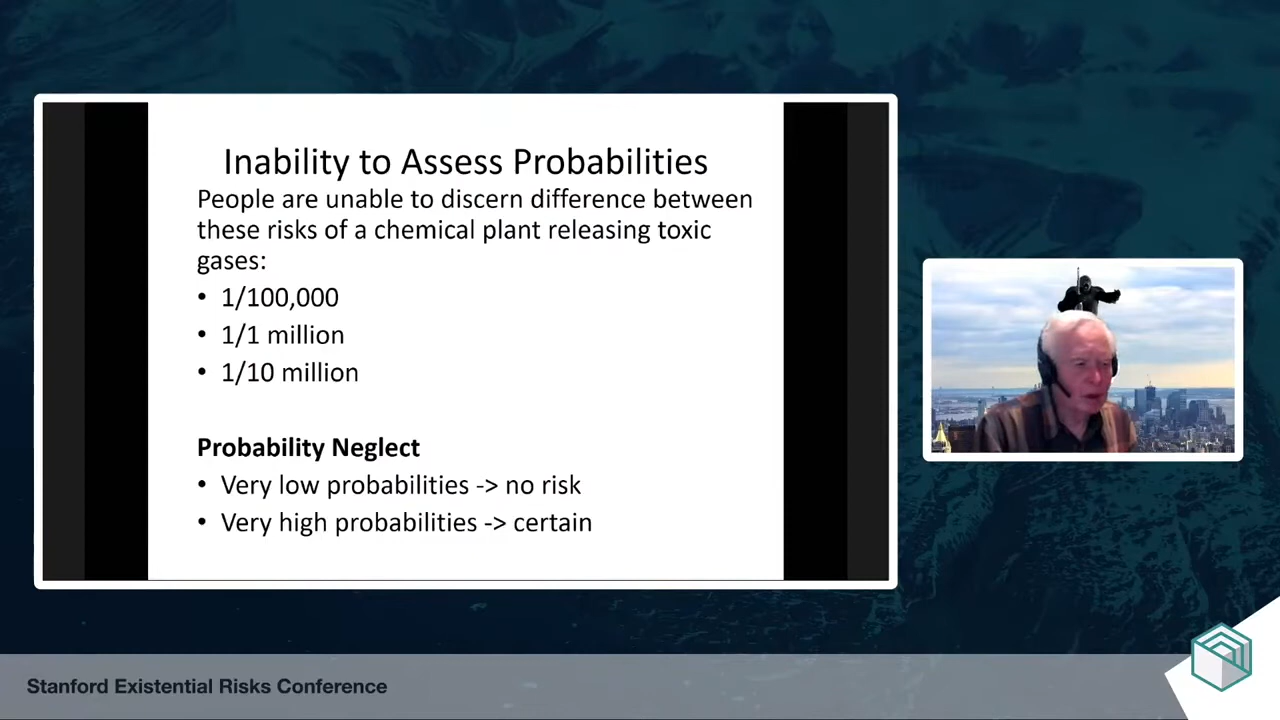 Inability to Assess Probabilities
People are unable to discern difference between
these risks of a chemical plant releasing toxic
gases:
• 1/100,000
• 1/1 million
• 1/10 million
Probability Neglect
• Very low probabilities -> no risk
• Very high probabilities -> certain
Stanford Existential Risks Conference